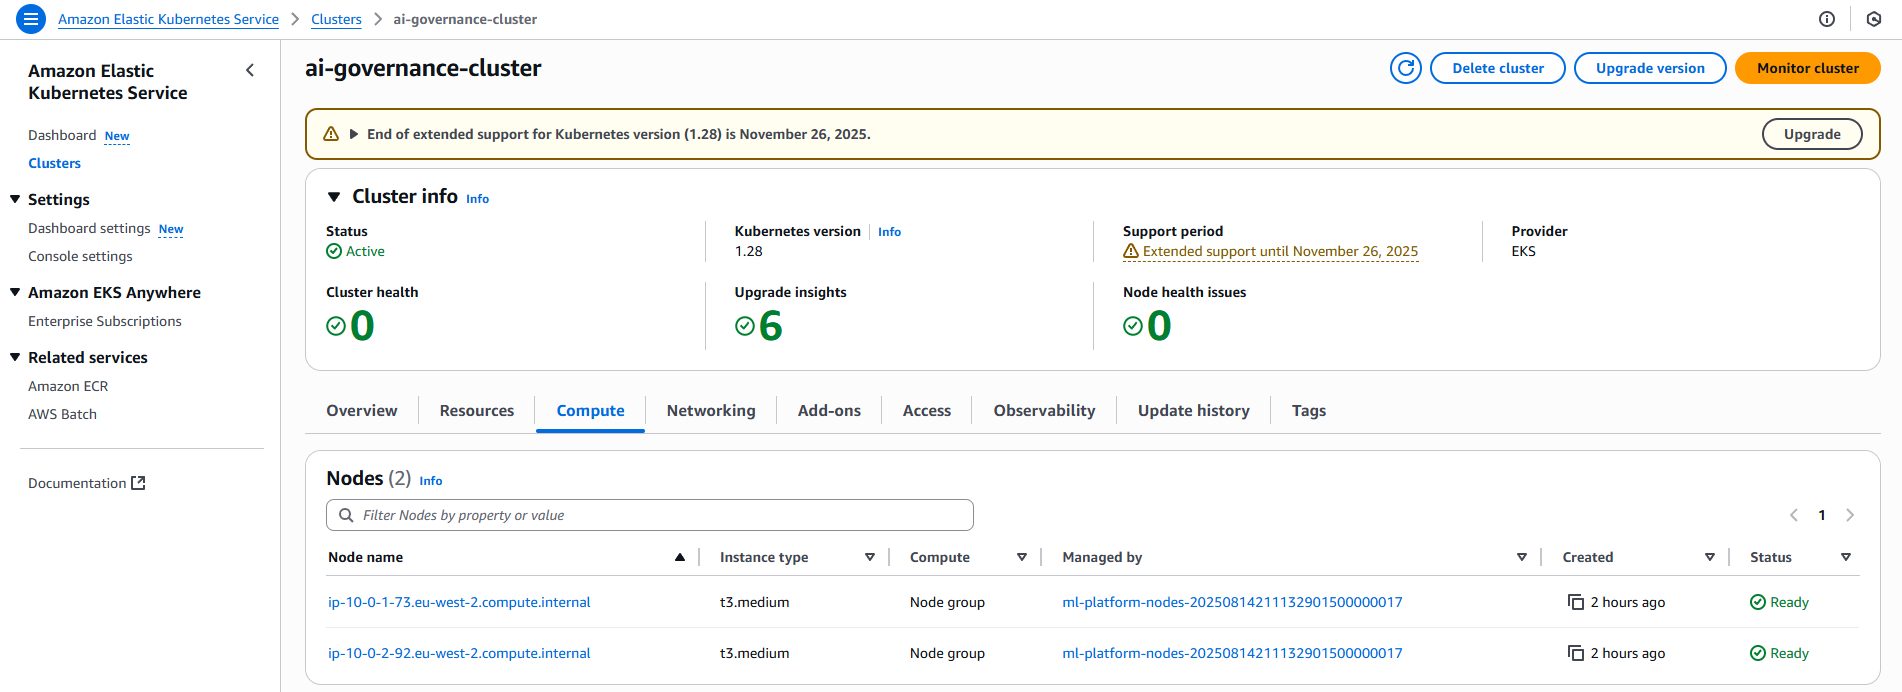 Amazon Elastic Kubernetes Service > Clusters > ai-governance-cluster
Amazon Elastic
Kubernetes Service
Dashboard New
Clusters
Settings
Dashboard settings New
Console settings
Amazon EKS Anywhere
Enterprise Subscriptions
Related services
Amazon ECR
AWS Batch
Documentation
ai-governance-cluster
Delete cluster
Upgrade version
Monitor cluster
End of extended support for Kubernetes version (1.28) is November 26, 2025.
Upgrade
Cluster info Info
Status
Active
Kubernetes version Info
1.28
Support period
Extended support until November 26, 2025
Provider
EKS
Cluster health
0
Upgrade insights
6
Node health issues
0
Overview Resources Compute Networking Add-ons Access Observability Update history Tags
Nodes (2) Info
Filter Nodes by property or value
1
Node name Instance type Compute Managed by Created Status
ip-10-0-1-73.eu-west-2.compute.internal t3.medium Node group ml-platform-nodes-20250814211132901500000017 2 hours ago Ready
ip-10-0-2-92.eu-west-2.compute.internal t3.medium Node group ml-platform-nodes-20250814211132901500000017 2 hours ago Ready